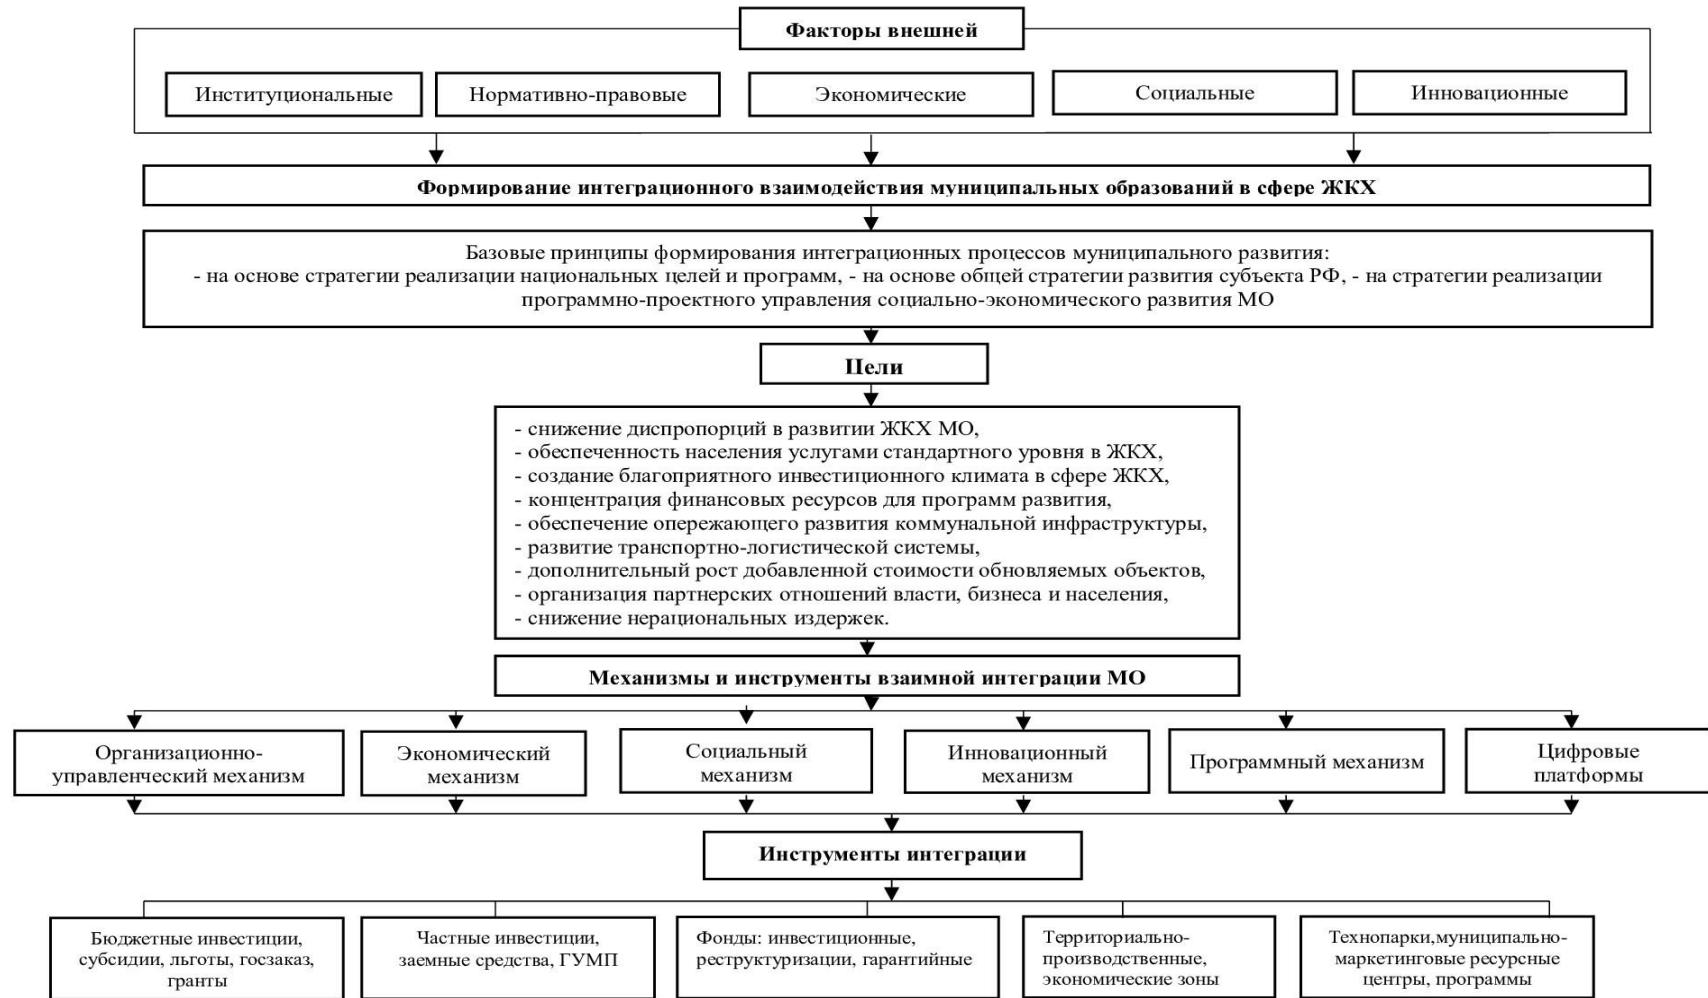 Факторы внешней
Институциональные
Нормативно-правовые
Экономические
Социальные
Инновационные
Формирование интеграционного взаимодействия муниципальных образований в сфере ЖКХ
Базовые принципы формирования интеграционных процессов муниципального развития:
- на основе стратегии реализации национальных целей и программ, - на основе общей стратегии развития субъекта РФ, - на стратегии реализации
программно-проектного управления социально-экономического развития МО
Цели
- снижение диспропорций в развитии ЖКХ МО,
- обеспеченность населения услугами стандартного уровня в ЖКХ,
- создание благоприятного инвестиционного климата в сфере ЖКХ,
- концентрация финансовых ресурсов для программ развития,
- обеспечение опережающего развития коммунальной инфраструктуры,
- развитие транспортно-логистической системы,
- дополнительный рост добавленной стоимости обновляемых объектов,
- организация партнерских отношений власти, бизнеса и населения,
- снижение нерациональных издержек.
Механизмы и инструменты взаимной интеграции МО
Организационно-
управленческий механизм
Экономический
механизм
Социальный
механизм
Инновационный
механизм
Программный механизм
Цифровые
платформы
Инструменты интеграции
Бюджетные инвестиции,
субсидии, льготы, госзаказ,
гранты
Частные инвестиции,
заемные средства, ГУМП
Фонды: инвестиционные,
реструктуризации, гарантийные
Территориально-
производственные,
экономические зоны
Технопарки,муниципально-
маркетинговые ресурсные
центры, программы